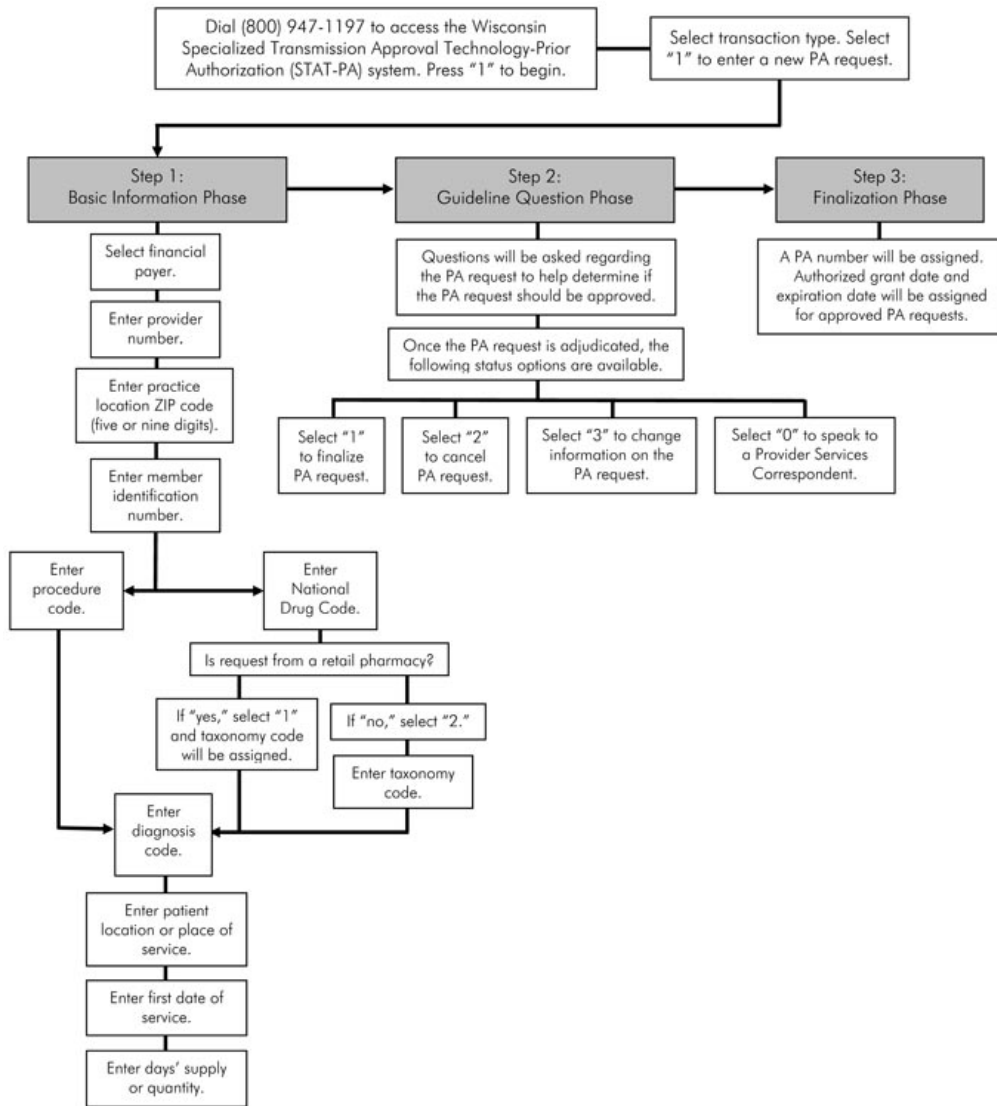 Dial (800) 947-1197 to access the Wisconsin
Specialized Transmission Approval Technology-Prior
Authorization (STAT-PA) system. Press “1” to begin.
Select transaction type. Select
“1” to enter a new PA request.
Step 1:
Basic Information Phase
Select financial
payer.
Enter provider
number.
Enter practice
location ZIP code
(five or nine digits).
Enter member
identification
number.
Enter
procedure
code.
Enter
National
Drug Code.
Is request from a retail pharmacy?
If “yes,” select “1”
and taxonomy code
will be assigned.
If “no,” select “2.”
Enter taxonomy
code.
Enter
diagnosis
code.
Enter patient
location or place of
service.
Enter first date of
service.
Enter days’ supply
or quantity.
Step 2:
Guideline Question Phase
Questions will be asked regarding
the PA request to help determine if
the PA request should be approved.
Once the PA request is adjudicated, the
following status options are available.
Select “1”
to finalize
PA request.
Select “2”
to cancel
PA request.
Select “3” to change
information on the
PA request.
Select “0” to speak to
a Provider Services
Correspondent.
Step 3:
Finalization Phase
A PA number will be assigned.
Authorized grant date and
expiration date will be assigned
for approved PA requests.